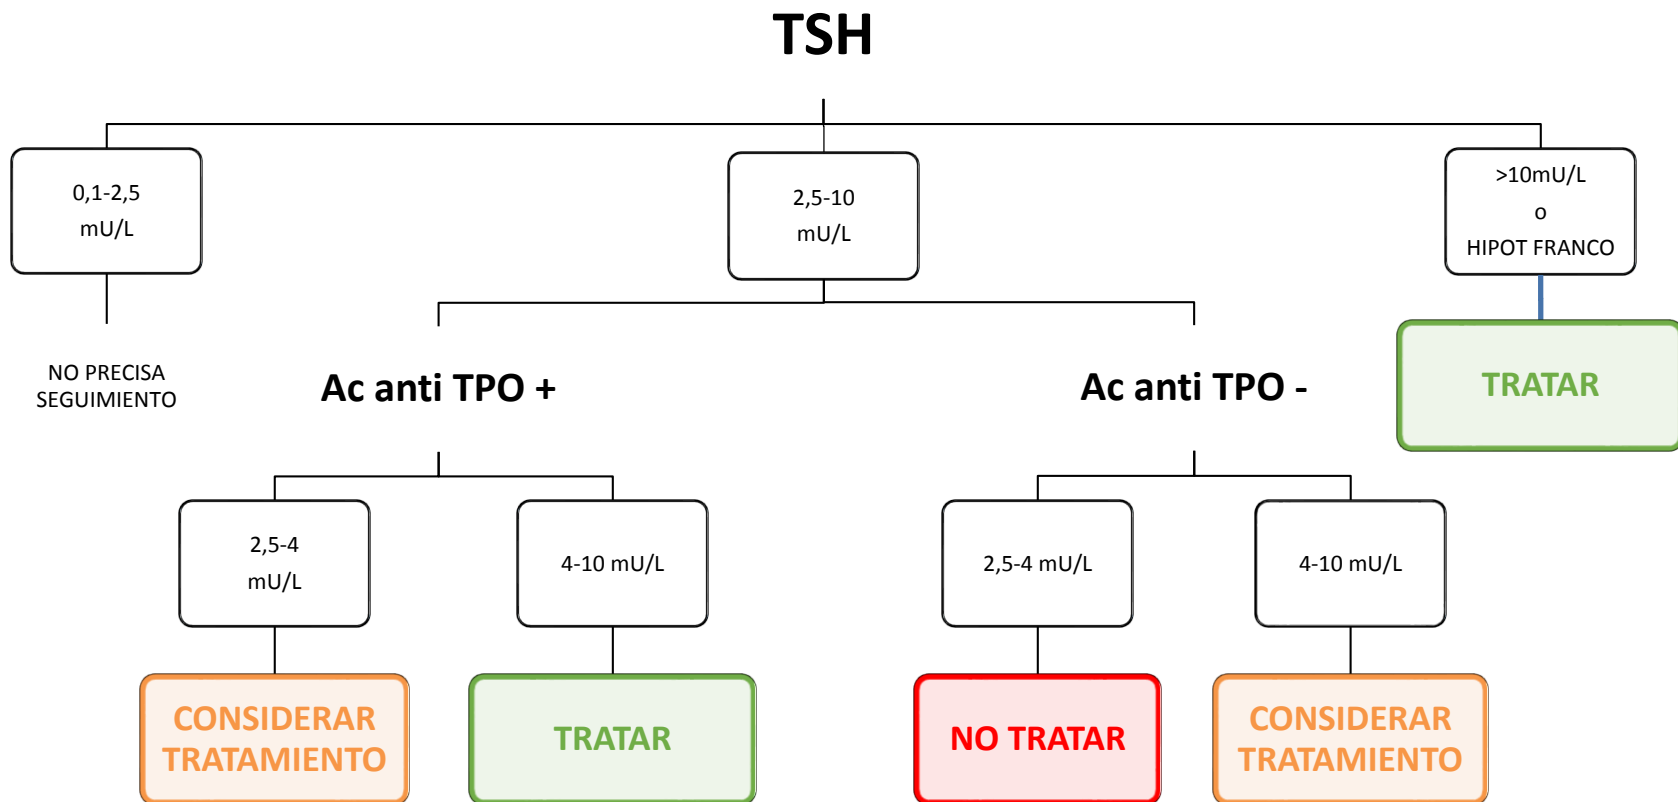 TSH
0,1-2,5
mU/L
2,5-10
mU/L
>10mU/L
o
HIPOT FRANCO
NO PRECISA
SEGUIMIENTO
Ac anti TPO +
Ac anti TPO -
TRATAR
2,5-4
mU/L
4-10 mU/L
2,5-4 mU/L
4-10 mU/L
CONSIDERAR
TRATAMIENTO
TRATAR
NO TRATAR
CONSIDERAR
TRATAMIENTO